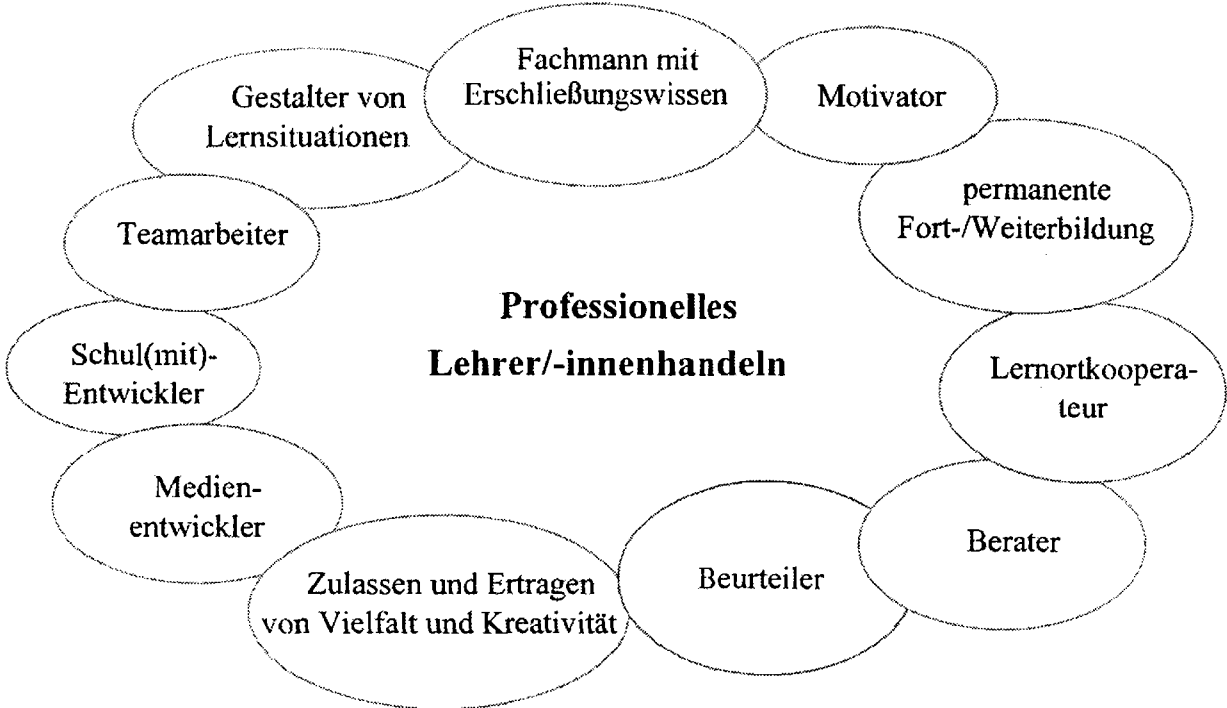 Fachmann mit
Erschließungswissen
Motivator
Gestalter von
Lernsituationen
permanente
Fort-/Weiterbildung
Teamarbeiter
Professionelles
Lehrer/-innenhandeln
Schul(mit)-
Entwickler
Lernortkoopera-
teur
Medien-
entwickler
Berater
Beurteiler
Zulassen und Ertragen
von Vielfalt und Kreativität